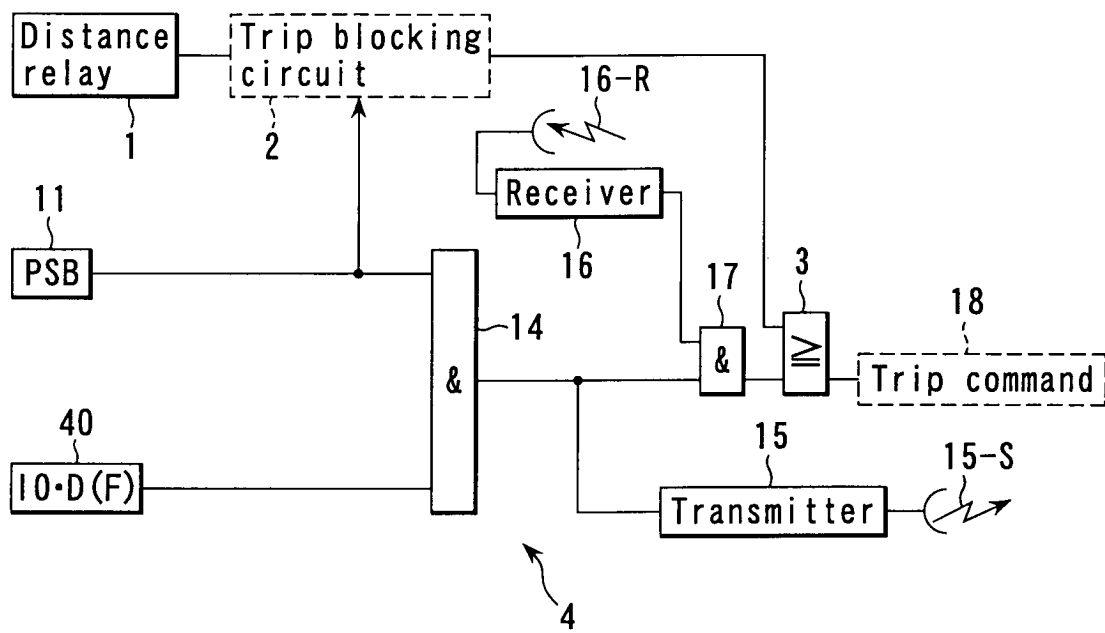 Distance
relay
1
Trip blocking
circuit
2
16-R
Receiver
16
11
PSB
14
&
17
&
3
≧
18
Trip command
40
I0·D(F)
15
Transmitter
15-S
4